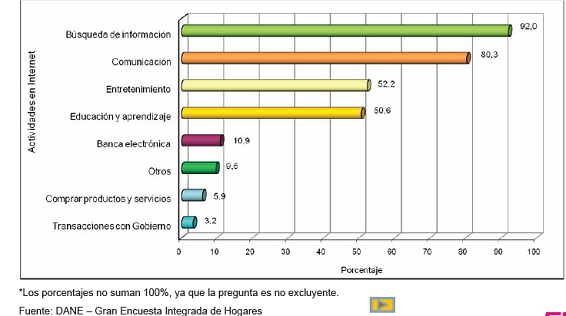 Actividades en Internet
Búsqueda de información 92,0
Comunicación 80,3
Entretenimiento 52,2
Educación y aprendizaje 50,6
Banca electrónica 10,9
Otros 9,6
Comprar productos y servicios 5,9
Transacciones con Gobierno 3,2
0 10 20 30 40 50 60 70 80 90 100
Porcentaje
*Los porcentajes no suman 100%, ya que la pregunta es no excluyente.
Fuente: DANE – Gran Encuesta Integrada de Hogares